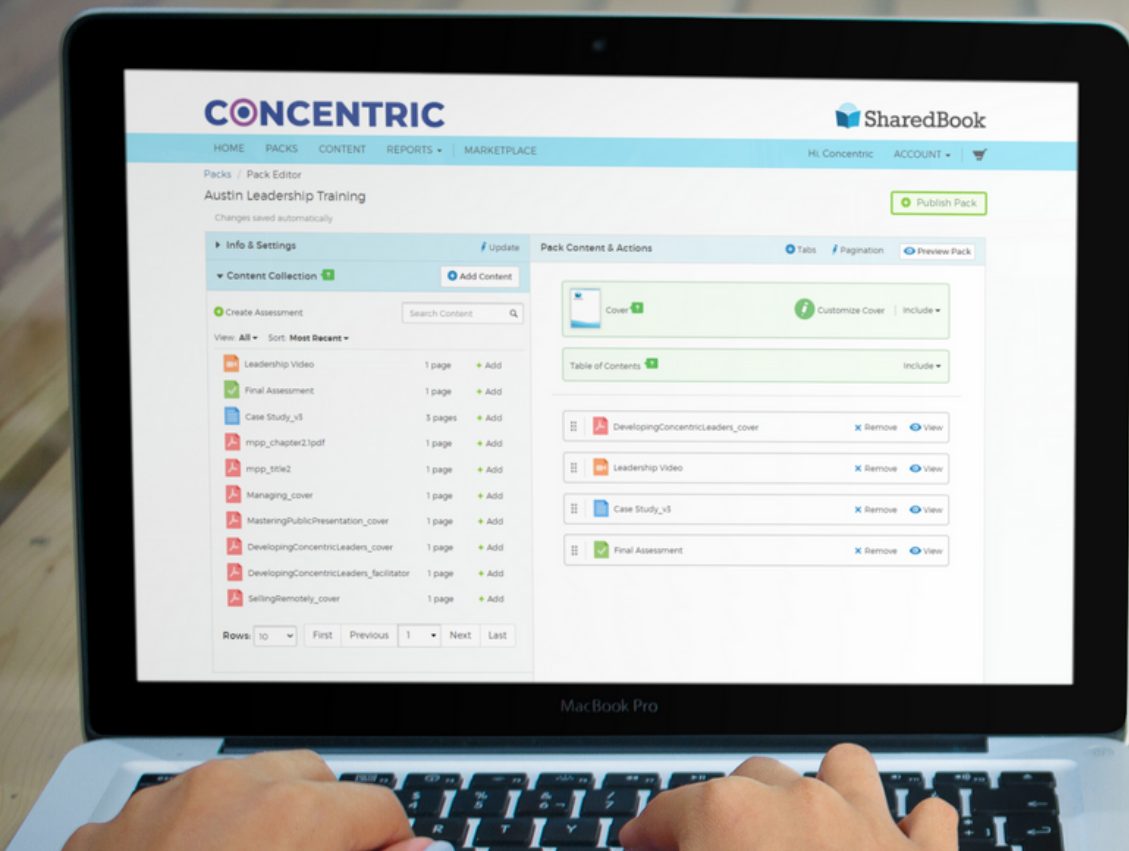 CONCENTRIC
SharedBook
HOME PACKS CONTENT REPORTS MARKETPLACE Hi, Concentric ACCOUNT
Packs / Pack Editor
Austin Leadership Training
Publish Pack
Changes saved automatically
Info & Settings Update
Pack Content & Actions Tabs Pagination Preview Pack
Content Collection ? Add Content
Cover ? Customize Cover Include
Create Assessment Search Content
View: All Sort: Most Recent
Table of Contents ? Include
Leadership Video 1 page + Add
Final Assessment 1 page + Add
Case Study_v3 3 pages + Add
mpp_chapter2.1pdf 1 page + Add
mpp_title2 1 page + Add
Managing_cover 1 page + Add
MasteringPublicPresentation_cover 1 page + Add
DevelopingConcentricLeaders_cover 1 page + Add
DevelopingConcentricLeaders_facilitator 1 page + Add
SellingRemotely_cover 1 page + Add
Rows: 10 First Previous 1 Next Last
DevelopingConcentricLeaders_cover Remove View
Leadership Video Remove View
Case Study_v3 Remove View
Final Assessment Remove View
MacBook Pro
4 % 5 6 / 7
R T Y